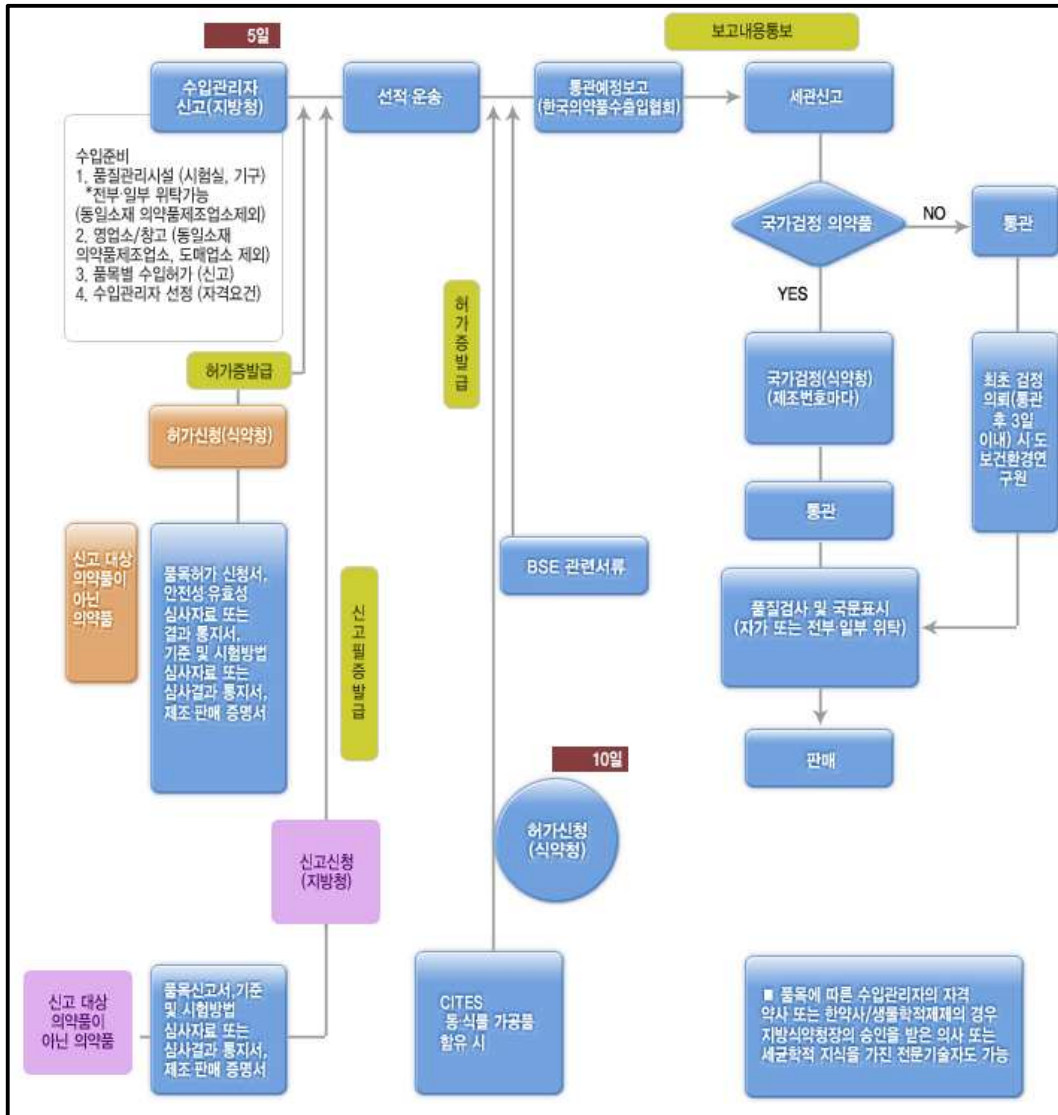 5일
수입관리자
신고(지방청)
선적·운송
보고내용통보
통관예정보고
(한국의약품수출입협회)
세관신고
수입준비
1. 품질관리시설 (시험실, 기구)
*전부·일부 위탁가능
(동일소재 의약품제조업소제외)
2. 영업소/창고 (동일소재
의약품제조업소, 도매업소 제외)
3. 품목별 수입허가 (신고)
4. 수입관리자 선정 (자격요건)
국가검정 의약품
NO
통관
YES
허가증발급
허가증발급
국가검정(식약청)
(제조번호마다)
최초 검정
의뢰(통관
후 3일
이내) 시·도
보건환경연
구원
허가신청(식약청)
통관
신고 대상
의약품이
아닌
의약품
품목허가 신청서,
안전성·유효성
심사자료 또는
결과 통지서,
기준 및 시험방법
심사자료 또는
심사결과 통지서,
제조·판매 증명서
신고필증발급
BSE 관련서류
품질검사 및 국문표시
(자가 또는 전부·일부 위탁)
판매
10일
허가신청
(식약청)
신고신청
(지방청)
신고 대상
의약품이
아닌 의약품
품목신고서,기준
및 시험방법
심사자료 또는
심사결과 통지서,
제조·판매 증명서
CITES
동·식물 가공품
함유 시
■ 품목에 따른 수입관리자의 자격
약사 또는 한약사/생물학적제제의 경우
지방식약청장의 승인을 받은 의사 또는
세균학적 지식을 가진 전문기술자도 가능